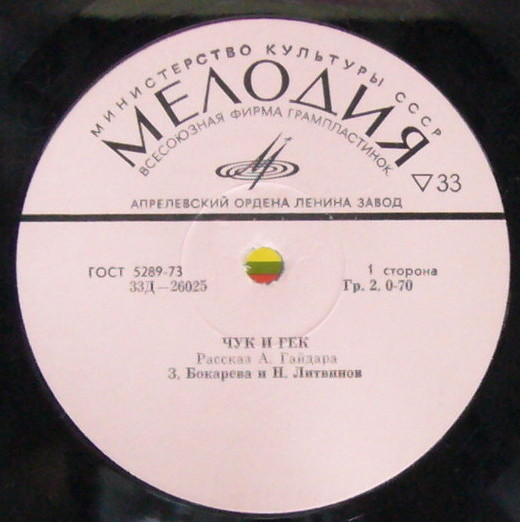 МИНИСТЕРСТВО КУЛЬТУРЫ СССР
МЕЛОДИЯ
ВСЕСОЮЗНАЯ ФИРМА ГРАМПЛАСТИНОК
▽33
АПРЕЛЕВСКИЙ ОРДЕНА ЛЕНИНА ЗАВОД
ГОСТ 5289-73
1 сторона
33Д—26025
Гр. 2, 0-70
ЧУК И ГЕК
Рассказ А. Гайдара
З. Бокарева и Н. Литвинов